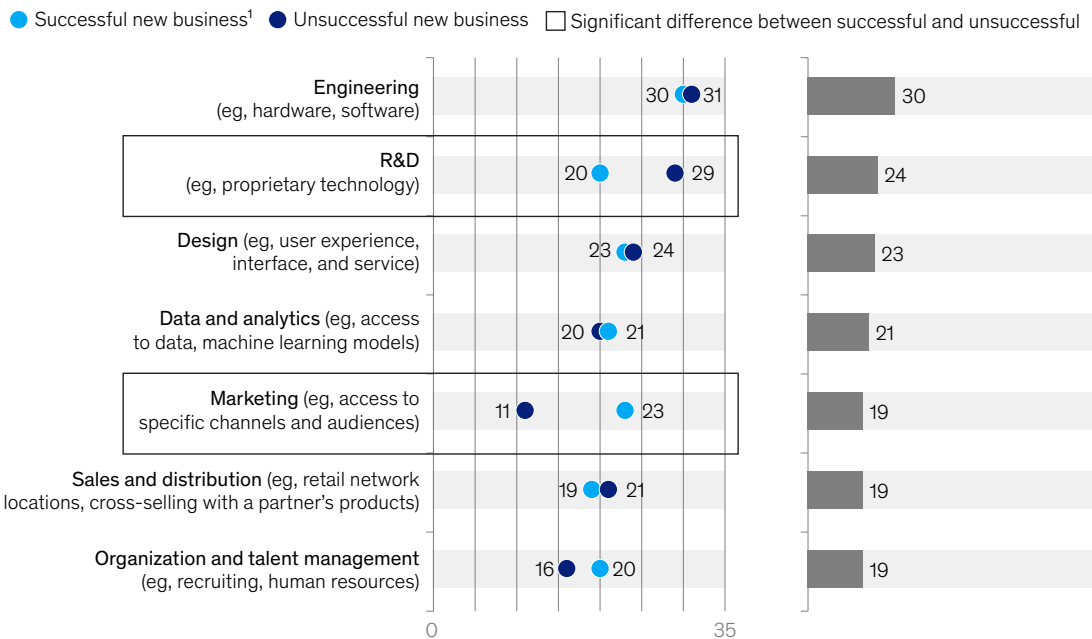 Successful new business¹ Unsuccessful new business Significant difference between successful and unsuccessful
Engineering
(eg, hardware, software)
30 31 30
R&D
(eg, proprietary technology)
20 29 24
Design (eg, user experience,
interface, and service)
23 24 23
Data and analytics (eg, access
to data, machine learning models)
20 21 21
Marketing (eg, access to
specific channels and audiences)
11 23 19
Sales and distribution (eg, retail network
locations, cross-selling with a partner’s products)
19 21 19
Organization and talent management
(eg, recruiting, human resources)
16 20 19
0 35